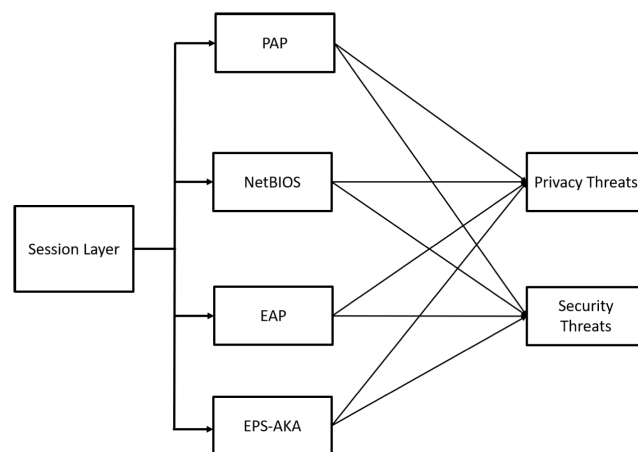 PAP
NetBIOS
Privacy Threats
Session Layer
EAP
Security
Threats
EPS-AKA